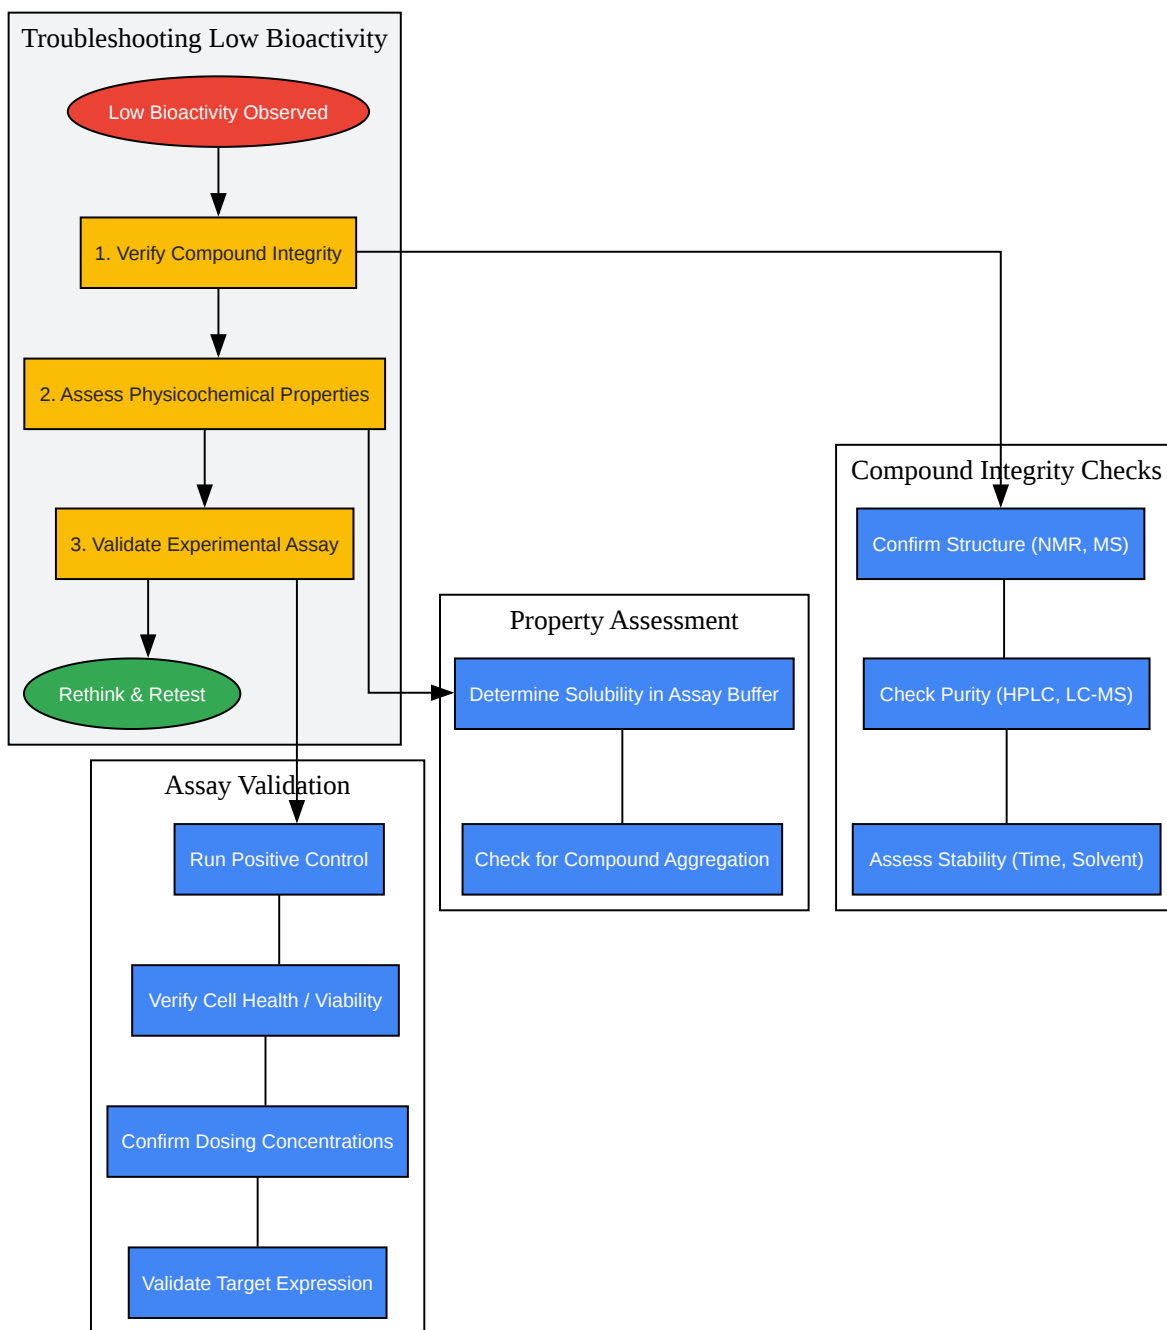 Troubleshooting Low Bioactivity
Low Bioactivity Observed
1. Verify Compound Integrity
2. Assess Physicochemical Properties
3. Validate Experimental Assay
Rethink & Retest
Compound Integrity Checks
Confirm Structure (NMR, MS)
Check Purity (HPLC, LC-MS)
Assess Stability (Time, Solvent)
Property Assessment
Determine Solubility in Assay Buffer
Check for Compound Aggregation
Assay Validation
Run Positive Control
Verify Cell Health / Viability
Confirm Dosing Concentrations
Validate Target Expression